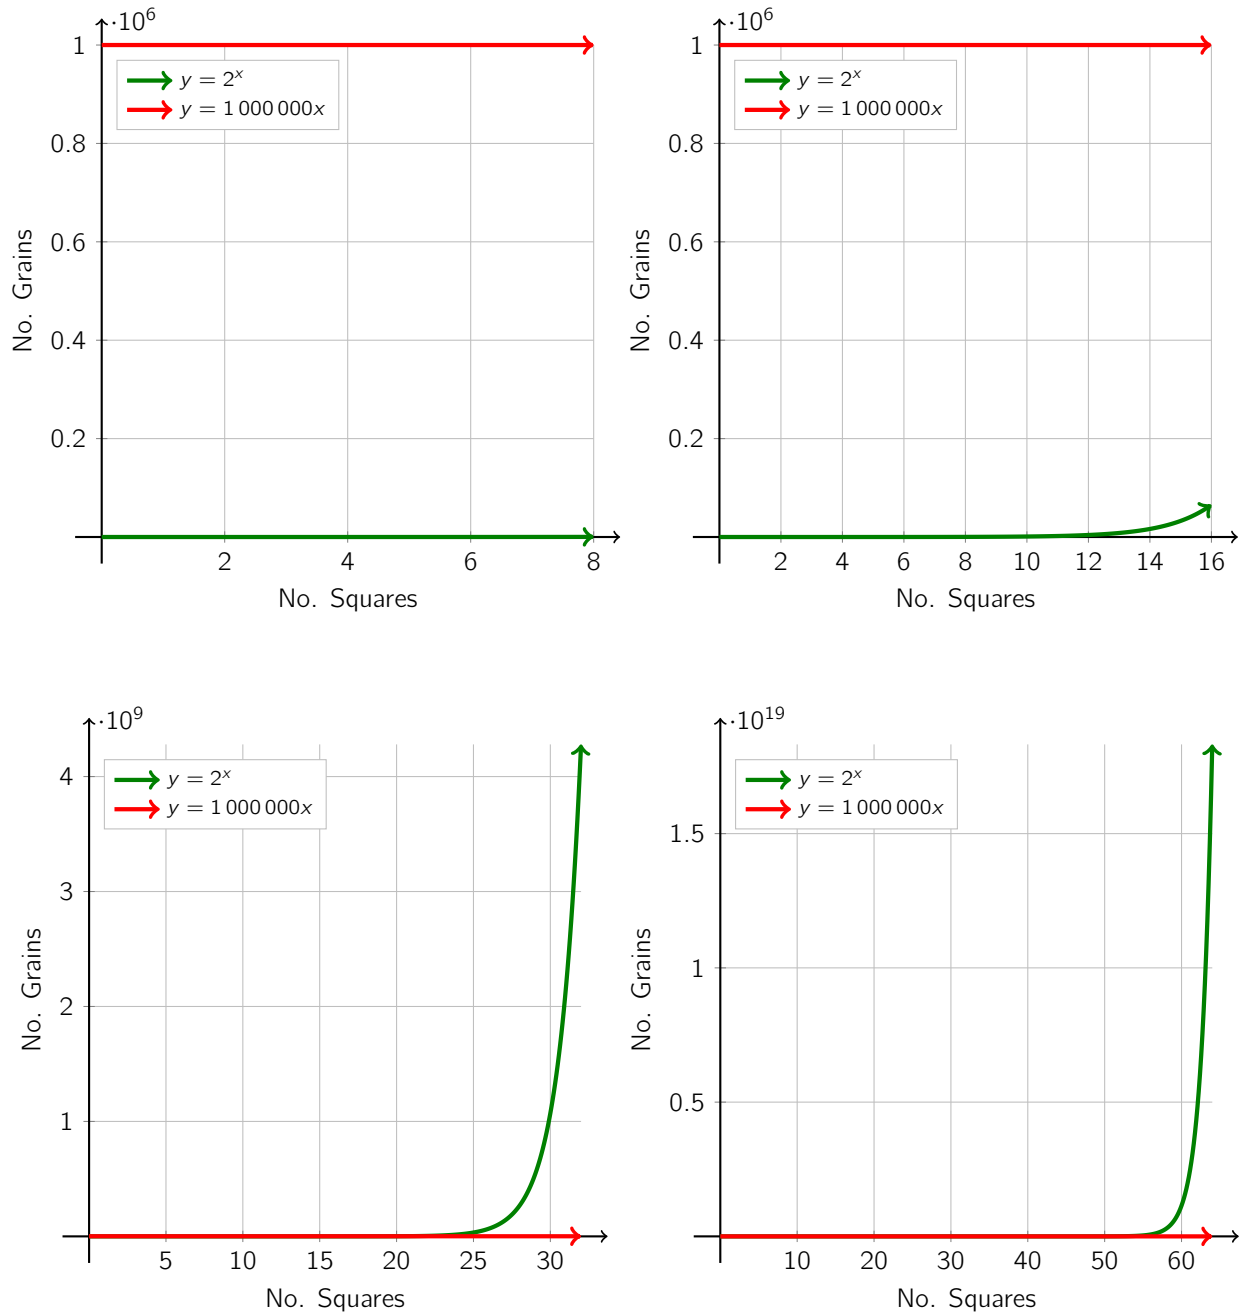 ·10^6
1
y = 2^x
y = 1 000 000x
0.8
0.6
0.4
0.2
No. Grains
2 4 6 8
No. Squares
·10^6
1
y = 2^x
y = 1 000 000x
0.8
0.6
0.4
0.2
No. Grains
2 4 6 8 10 12 14 16
No. Squares
·10^9
4
y = 2^x
y = 1 000 000x
3
2
1
No. Grains
5 10 15 20 25 30
No. Squares
·10^19
y = 2^x
y = 1 000 000x
1.5
1
0.5
No. Grains
10 20 30 40 50 60
No. Squares